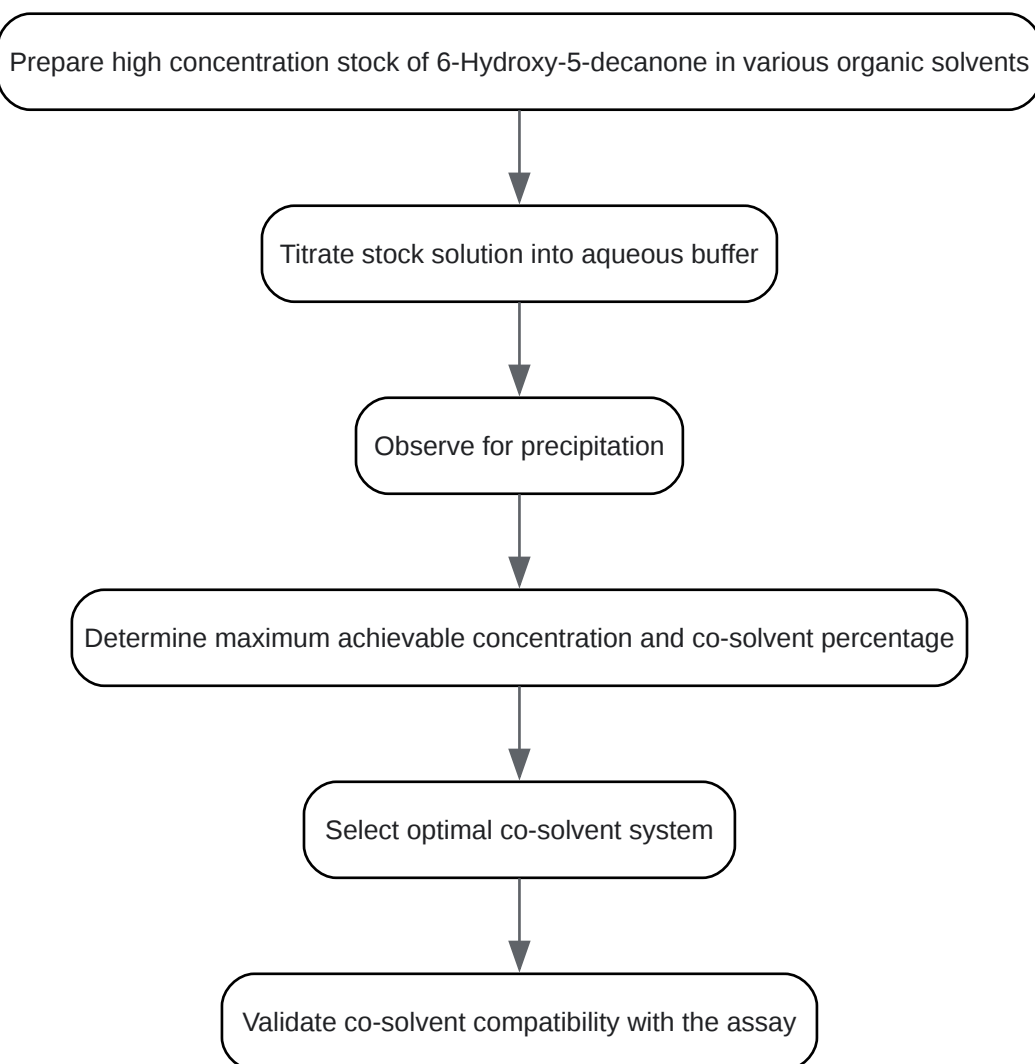 Prepare high concentration stock of 6-Hydroxy-5-decanone in various organic solvents
Titrate stock solution into aqueous buffer
Observe for precipitation
Determine maximum achievable concentration and co-solvent percentage
Select optimal co-solvent system
Validate co-solvent compatibility with the assay